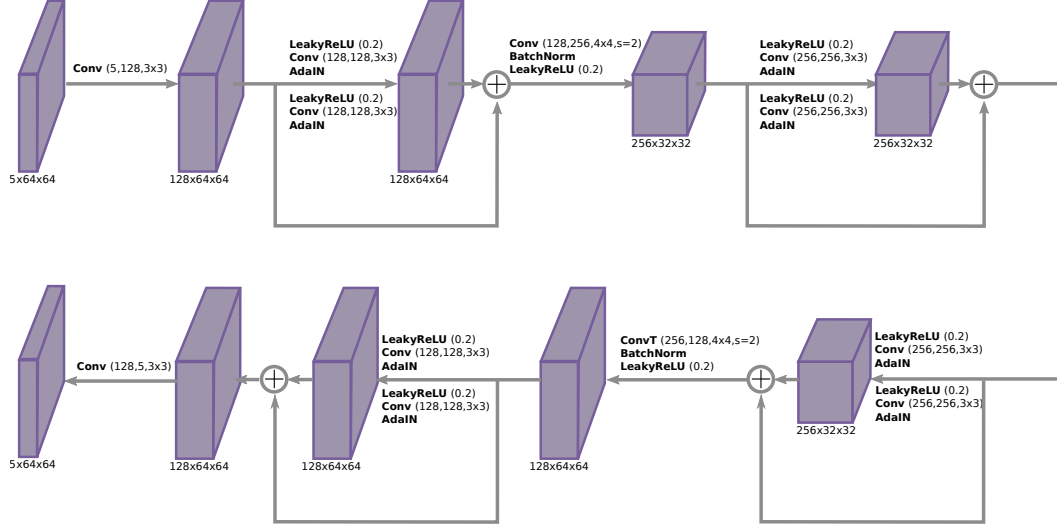 Conv (5,128,3x3)
LeakyReLU (0.2)
Conv (128,128,3x3)
AdaIN
LeakyReLU (0.2)
Conv (128,128,3x3)
AdaIN
Conv (128,256,4x4,s=2)
BatchNorm
LeakyReLU (0.2)
LeakyReLU (0.2)
Conv (256,256,3x3)
AdaIN
LeakyReLU (0.2)
Conv (256,256,3x3)
AdaIN
5x64x64
128x64x64
128x64x64
256x32x32
256x32x32
Conv (128,5,3x3)
LeakyReLU (0.2)
Conv (128,128,3x3)
AdaIN
LeakyReLU (0.2)
Conv (128,128,3x3)
AdaIN
ConvT (256,128,4x4,s=2)
BatchNorm
LeakyReLU (0.2)
LeakyReLU (0.2)
Conv (256,256,3x3)
AdaIN
LeakyReLU (0.2)
Conv (256,256,3x3)
AdaIN
5x64x64
128x64x64
128x64x64
128x64x64
256x32x32